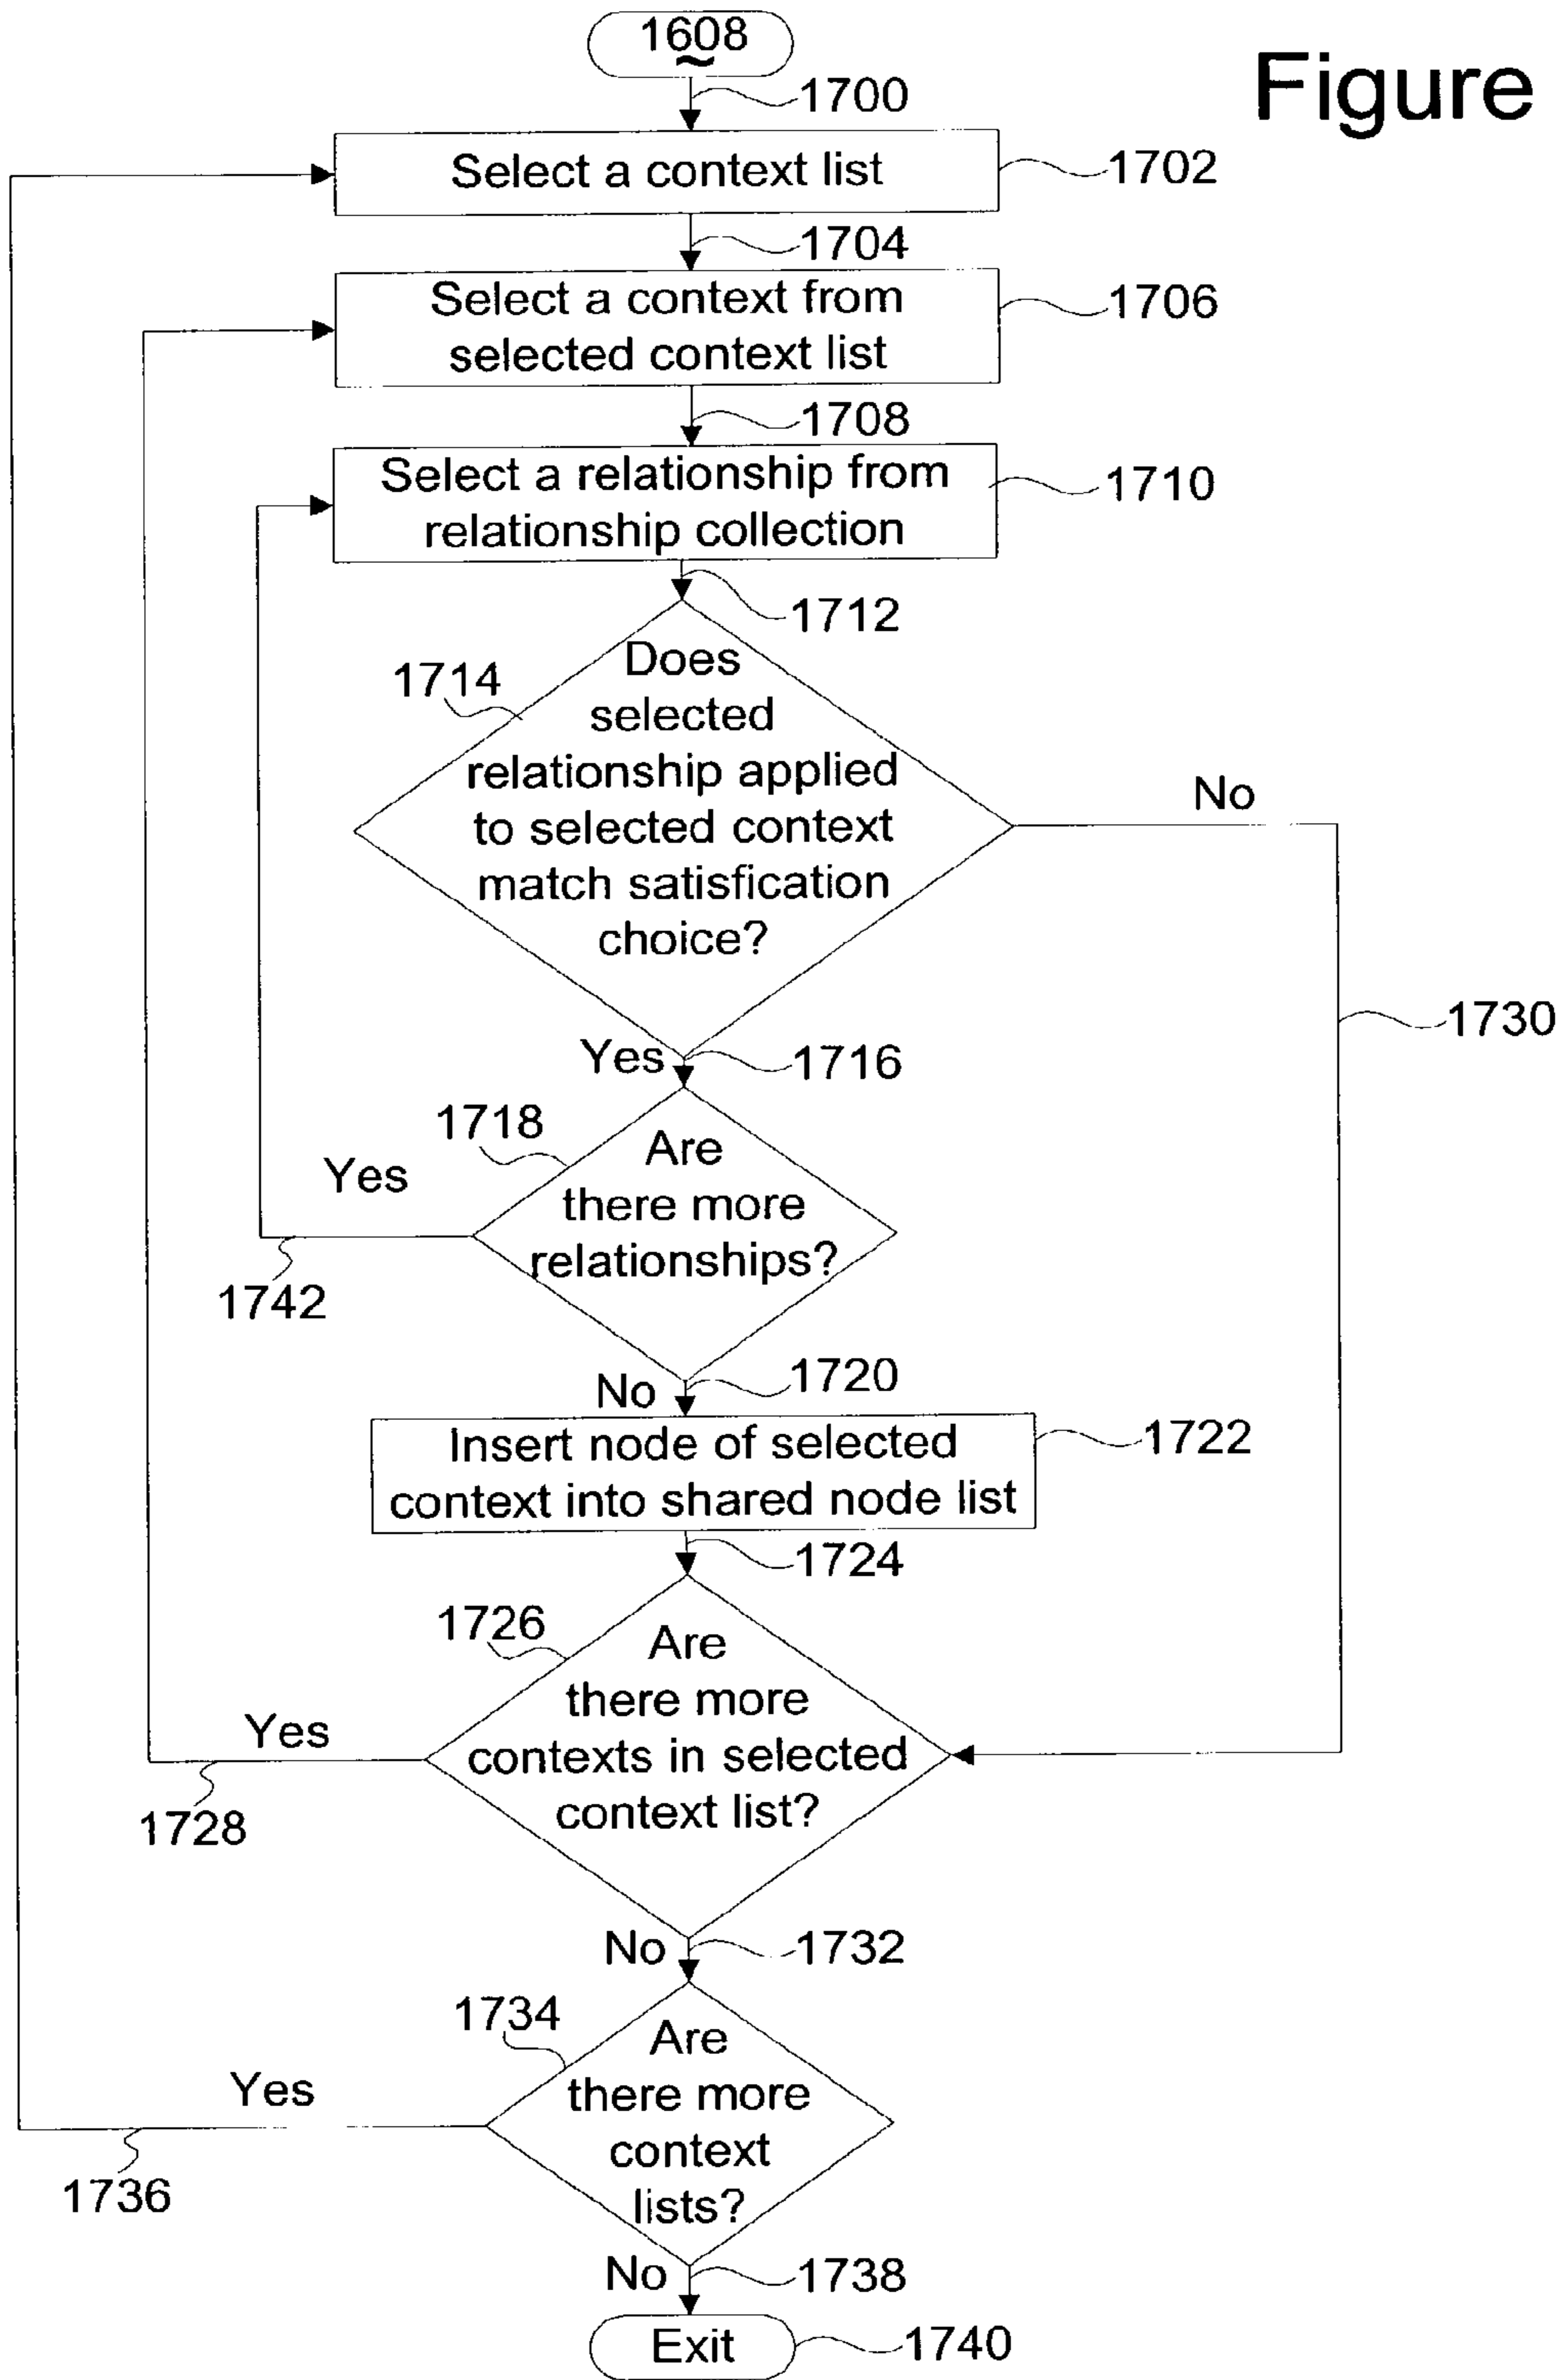 1608
Figure
1700
Select a context list
1702
1704
Select a context from
selected context list
1706
1708
Select a relationship from
relationship collection
1710
1712
1714
Does
selected
relationship applied
to selected context
match satisfication
choice?
No
1730
Yes
1716
1718
Are
there more
relationships?
Yes
1742
No
1720
Insert node of selected
context into shared node list
1722
1724
1726
Are
there more
contexts in selected
context list?
Yes
1728
No
1732
1734
Are
there more
context
lists?
Yes
1736
No
1738
Exit
1740